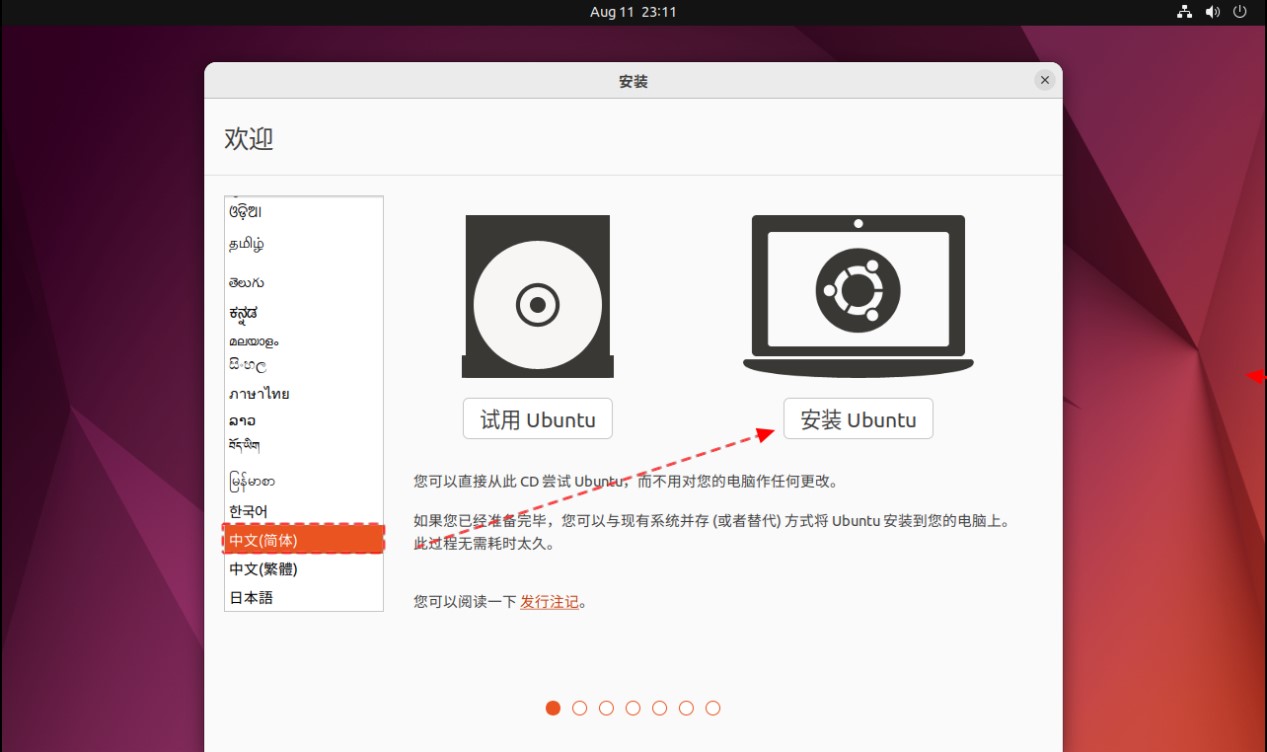 Aug 11 23:11
安装
欢迎
ଓଡ଼ିଆ
தமிழ்
తెలుగు
ಕನ್ನಡ
മലയാളം
සිංහල
ภาษาไทย
ລາວ
བོད་ཡིག
မြန်မာစာ
한국어
中文(简体)
中文(繁體)
日本語
试用 Ubuntu
安装 Ubuntu
您可以直接从此 CD 尝试 Ubuntu，而不用对您的电脑作任何更改。
如果您已经准备完毕，您可以与现有系统并存 (或者替代) 方式将 Ubuntu 安装到您的电脑上。
此过程无需耗时太久。
您可以阅读一下 发行注记。